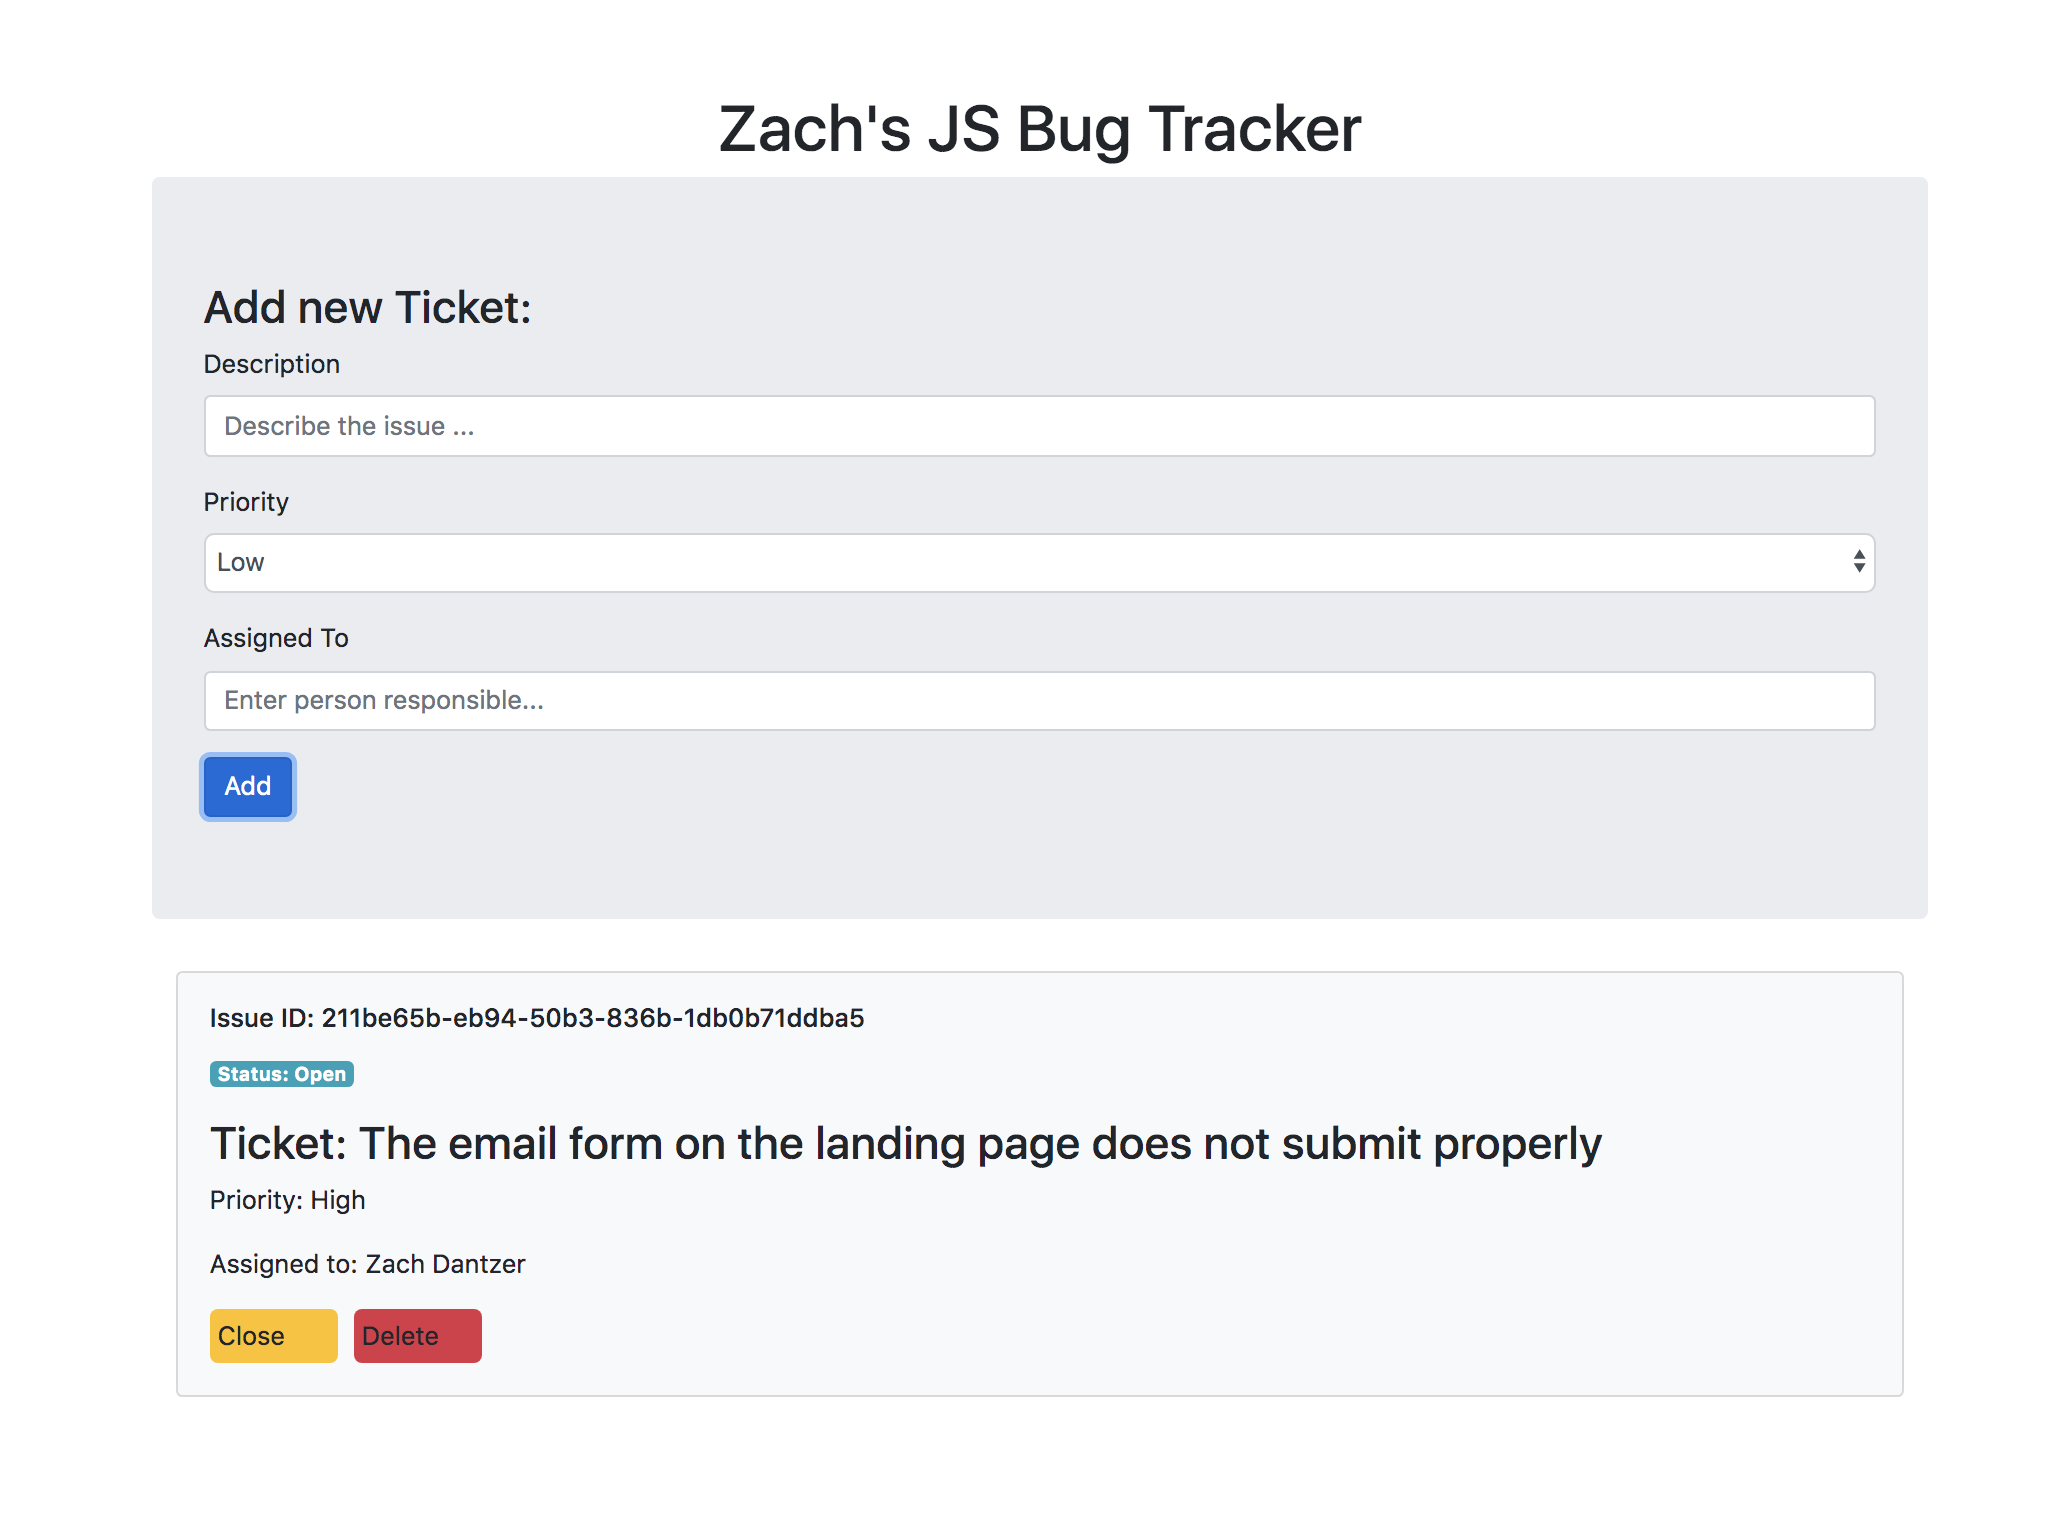 Zach's JS Bug Tracker
Add new Ticket:
Description
Describe the issue ...
Priority
Low
Assigned To
Enter person responsible...
Add
Issue ID: 211be65b-eb94-50b3-836b-1db0b71ddba5
Status: Open
Ticket: The email form on the landing page does not submit properly
Priority: High
Assigned to: Zach Dantzer
Close Delete